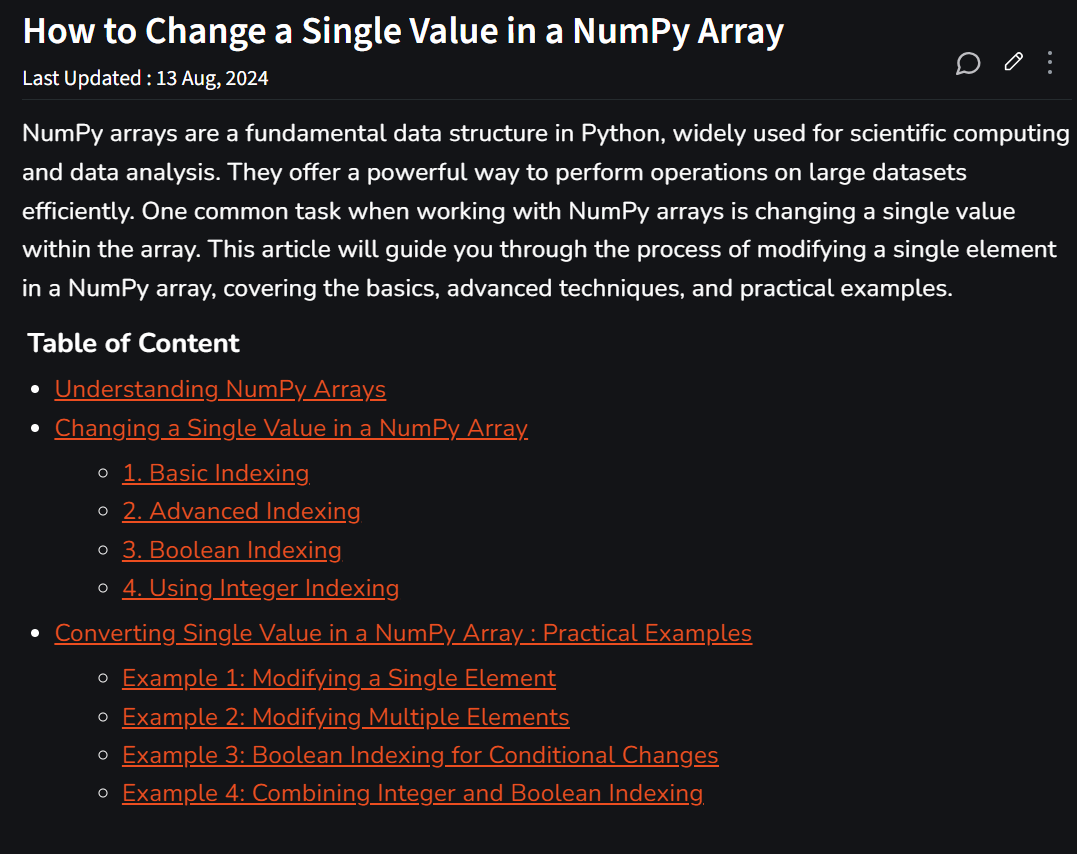 How to Change a Single Value in a NumPy Array
Last Updated : 13 Aug, 2024
NumPy arrays are a fundamental data structure in Python, widely used for scientific computing
and data analysis. They offer a powerful way to perform operations on large datasets
efficiently. One common task when working with NumPy arrays is changing a single value
within the array. This article will guide you through the process of modifying a single element
in a NumPy array, covering the basics, advanced techniques, and practical examples.
Table of Content
Understanding NumPy Arrays
Changing a Single Value in a NumPy Array
1. Basic Indexing
2. Advanced Indexing
3. Boolean Indexing
4. Using Integer Indexing
Converting Single Value in a NumPy Array : Practical Examples
Example 1: Modifying a Single Element
Example 2: Modifying Multiple Elements
Example 3: Boolean Indexing for Conditional Changes
Example 4: Combining Integer and Boolean Indexing